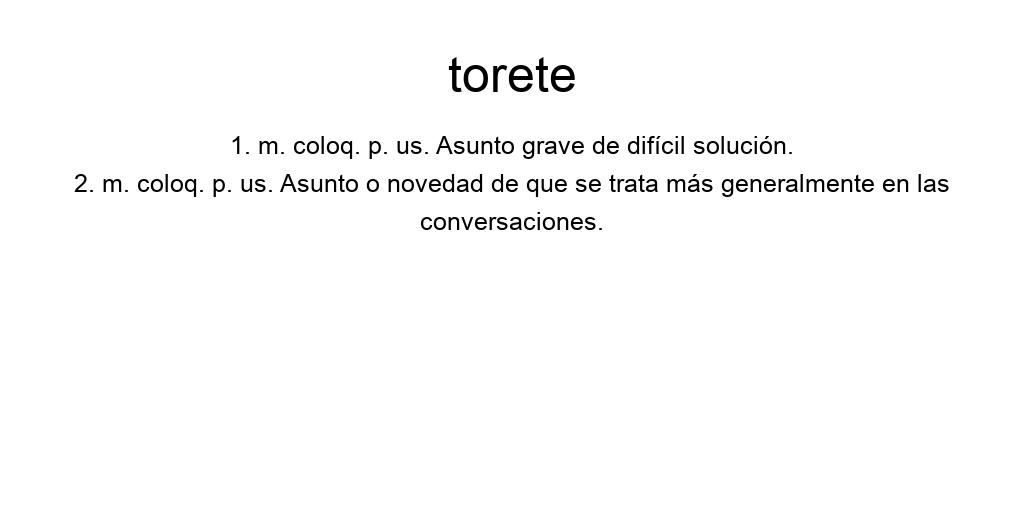 torete
1. m. coloq. p. us. Asunto grave de difícil solución.
2. m. coloq. p. us. Asunto o novedad de que se trata más generalmente en las
conversaciones.